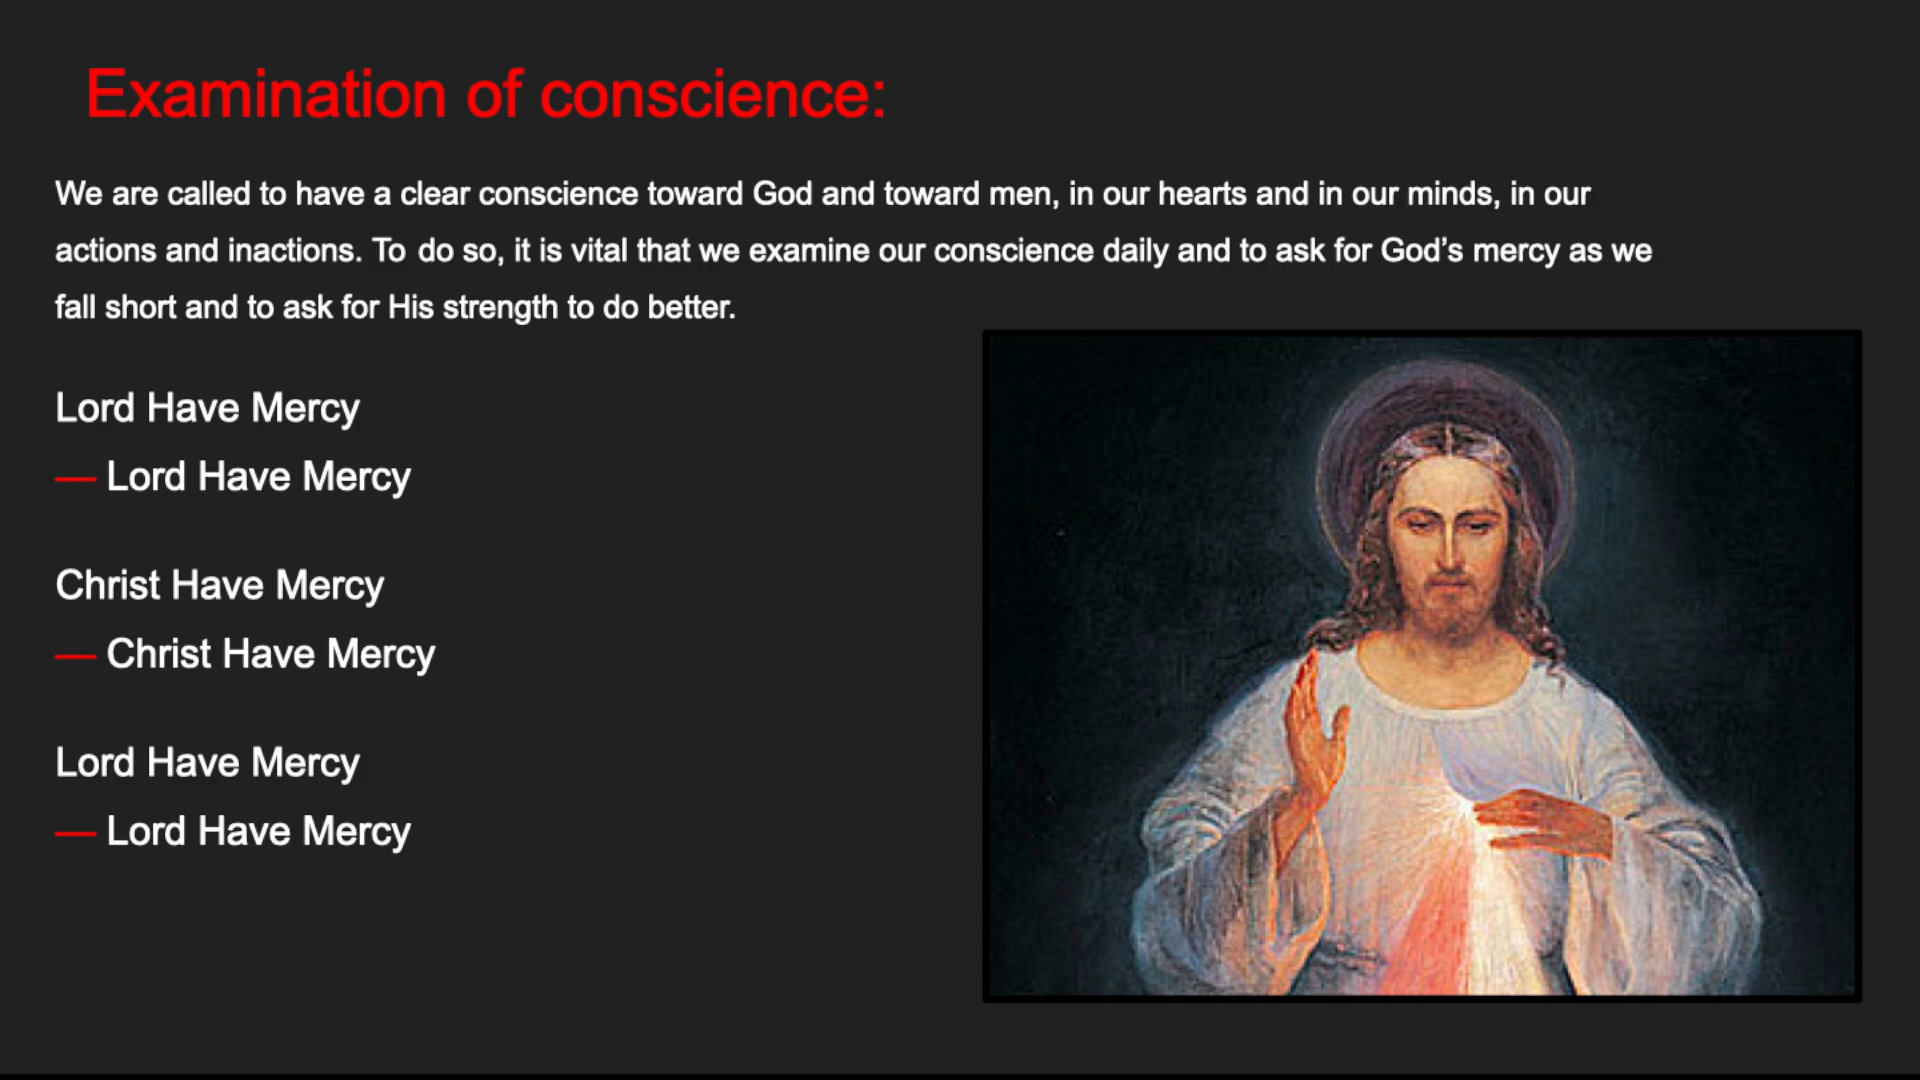 Examination of conscience:
We are called to have a clear conscience toward God and toward men, in our hearts and in our minds, in our
actions and inactions. To do so, it is vital that we examine our conscience daily and to ask for God’s mercy as we
fall short and to ask for His strength to do better.
Lord Have Mercy
— Lord Have Mercy
Christ Have Mercy
— Christ Have Mercy
Lord Have Mercy
— Lord Have Mercy